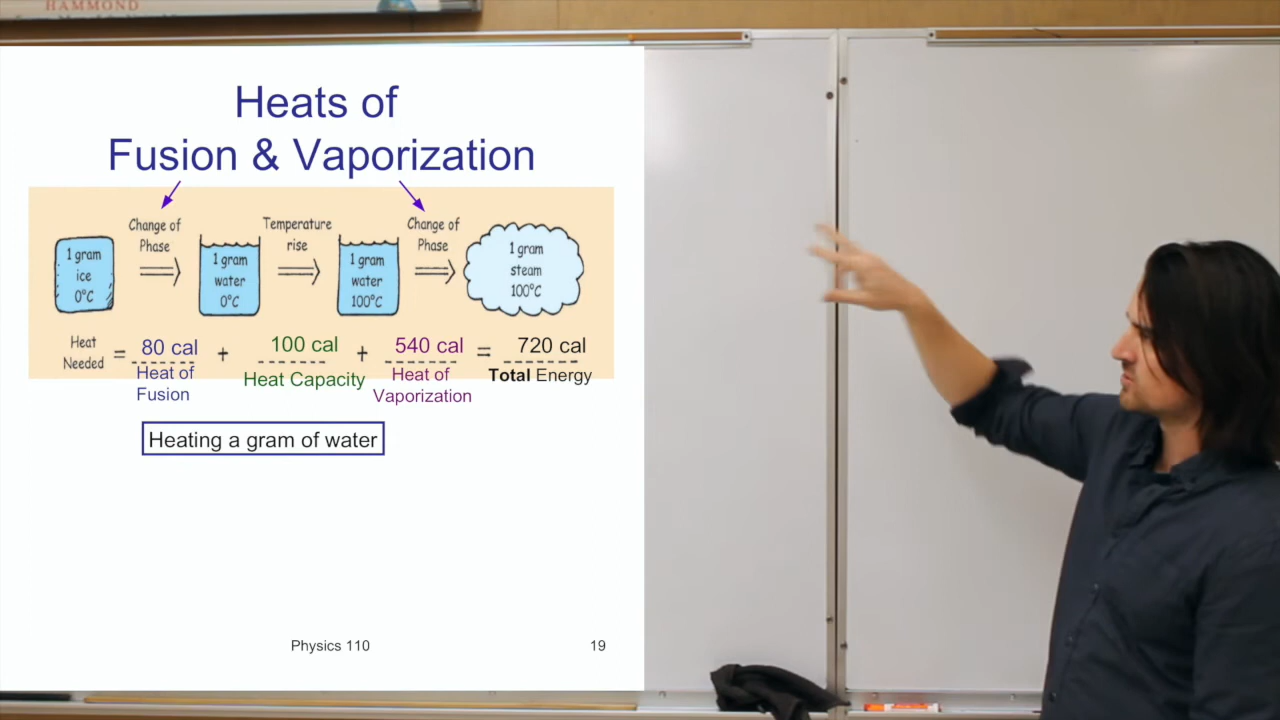 HAMMOND
Heats of
Fusion & Vaporization
Change of
Phase
Temperature
rise
Change of
Phase
1 gram
ice
0°C
1 gram
water
0°C
1 gram
water
100°C
1 gram
steam
100°C
Heat
Needed
= 80 cal + 100 cal + 540 cal = 720 cal
Heat of
Fusion
Heat Capacity
Heat of
Vaporization
Total Energy
Heating a gram of water
Physics 110
19